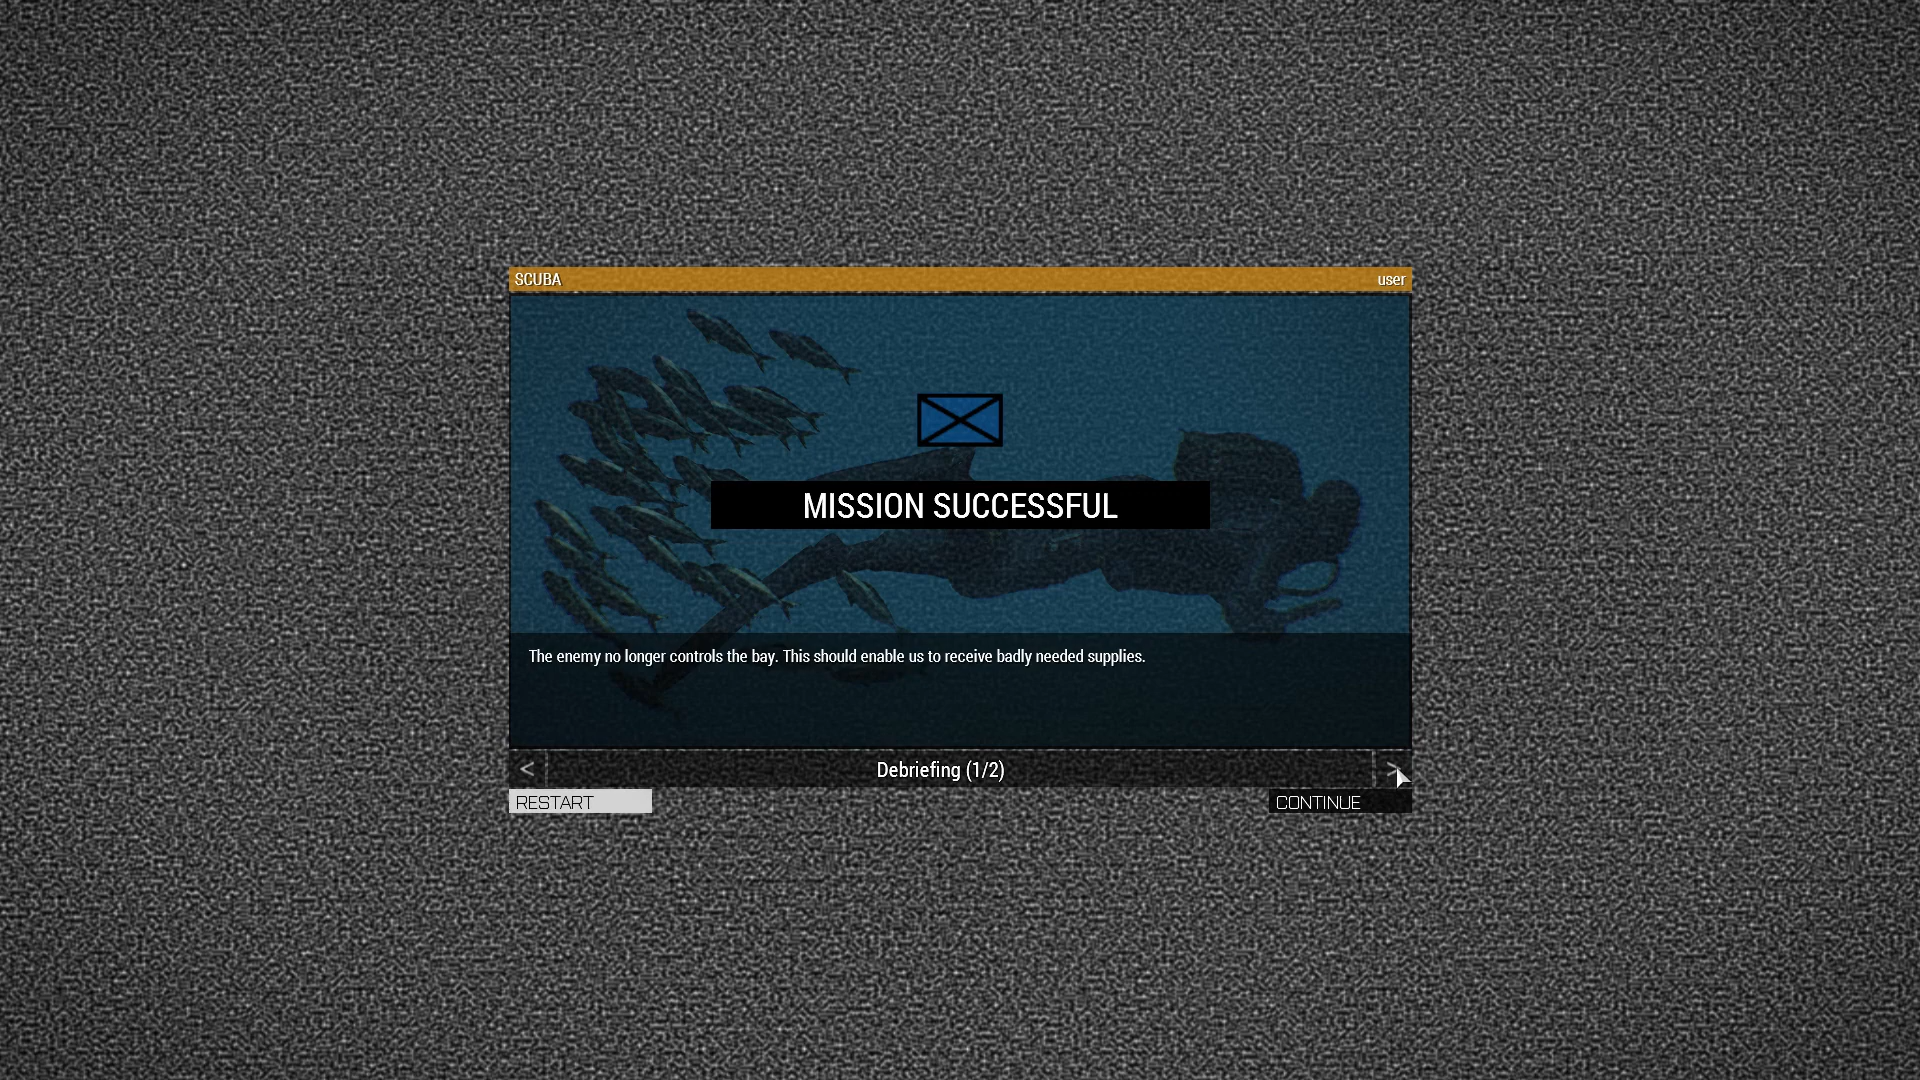 SCUBA
user
MISSION SUCCESSFUL
The enemy no longer controls the bay. This should enable us to receive badly needed supplies.
< Debriefing (1/2) >
RESTART
CONTINUE